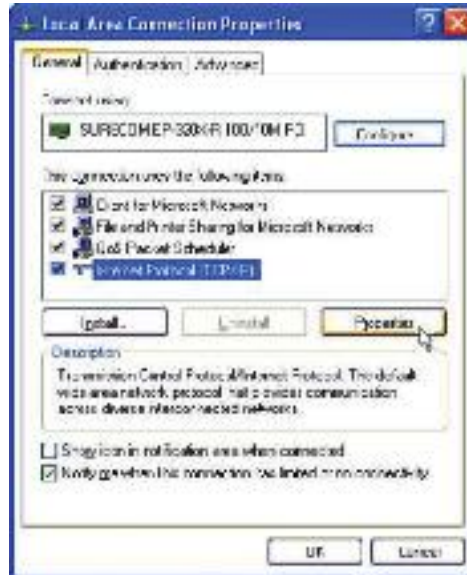 Local Area Connection Properties
General Authentication Advanced
Connect using:
SURECOM EP-320X-R 100/10M PCI
Configure...
This connection uses the following items:
Client for Microsoft Networks
File and Printer Sharing for Microsoft Networks
QoS Packet Scheduler
Internet Protocol (TCP/IP)
Install... Uninstall Properties
Description
Transmission Control Protocol/Internet Protocol. The default
wide area network protocol that provides communication
across diverse interconnected networks.
Show icon in notification area when connected
Notify me when this connection has limited or no connectivity
OK Cancel